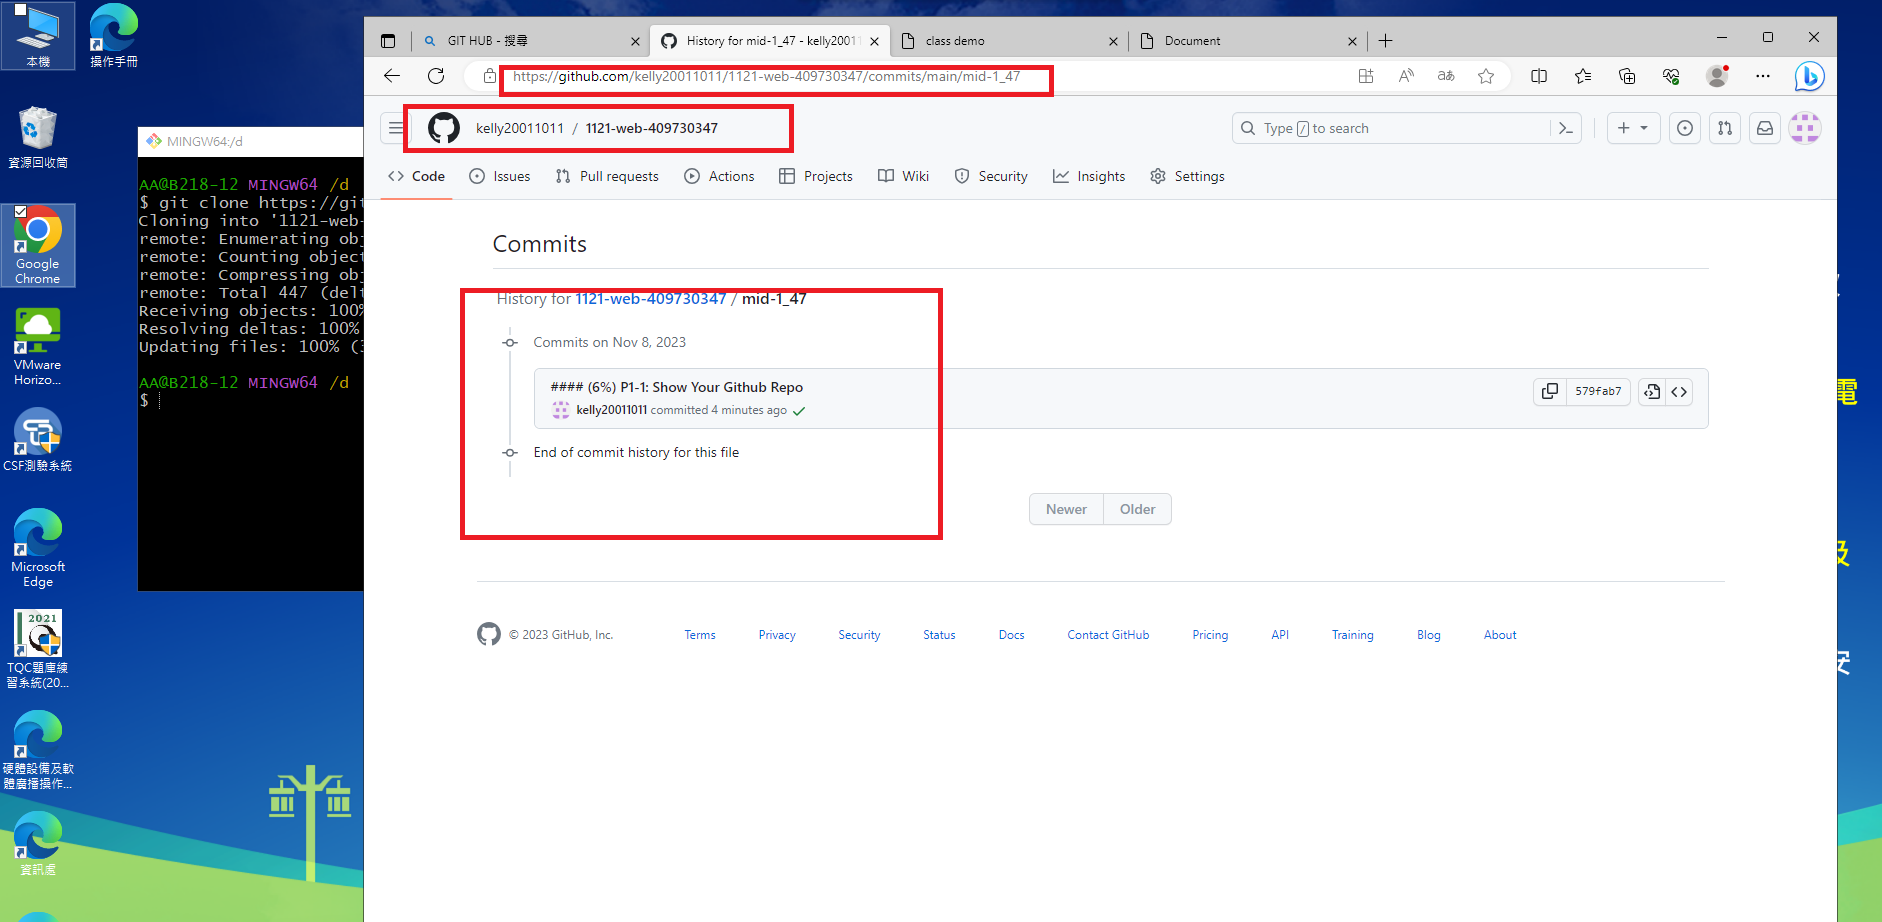 本機
操作手冊
資源回收筒
Google
Chrome
VMware
Horizo...
CSF測驗系統
Microsoft
Edge
2021
TQC題庫練
習系統(20...
硬體設備及軟
體廣播操作...
資訊處
MINGW64:/d
AA@B218-12 MINGW64 /d
$ git clone https://git
Cloning into '1121-web-
remote: Enumerating obj
remote: Counting object
remote: Compressing obj
remote: Total 447 (delt
Receiving objects: 100%
Resolving deltas: 100%
Updating files: 100% (3
AA@B218-12 MINGW64 /d
$
GIT HUB - 搜尋
History for mid-1_47 - kelly20011
class demo
Document
https://github.com/kelly20011011/1121-web-409730347/commits/main/mid-1_47
kelly20011011 / 1121-web-409730347
Type / to search
Code
Issues
Pull requests
Actions
Projects
Wiki
Security
Insights
Settings
Commits
History for 1121-web-409730347 / mid-1_47
Commits on Nov 8, 2023
#### (6%) P1-1: Show Your Github Repo
579fab7
kelly20011011 committed 4 minutes ago
End of commit history for this file
Newer
Older
© 2023 GitHub, Inc.
Terms
Privacy
Security
Status
Docs
Contact GitHub
Pricing
API
Training
Blog
About
電
安